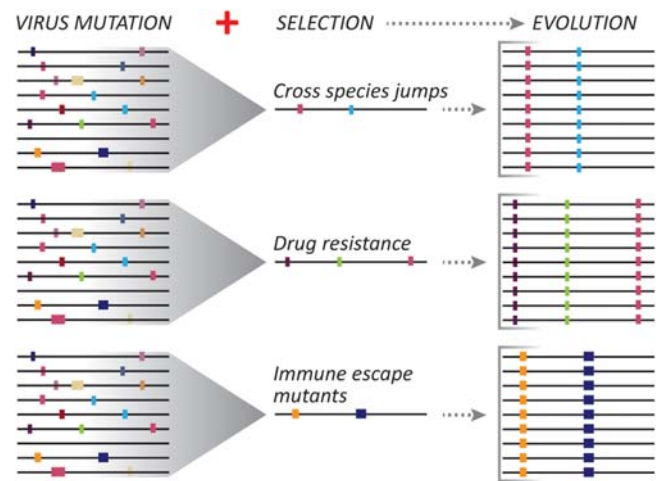 VIRUS MUTATION + SELECTION EVOLUTION
Cross species jumps
Drug resistance
Immune escape
mutants